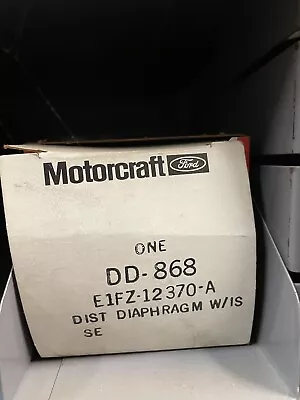 Motorcraft Ford
ONE
DD-868
E1FZ-12370-A
DIST DIAPHRAGM W/IS
SE